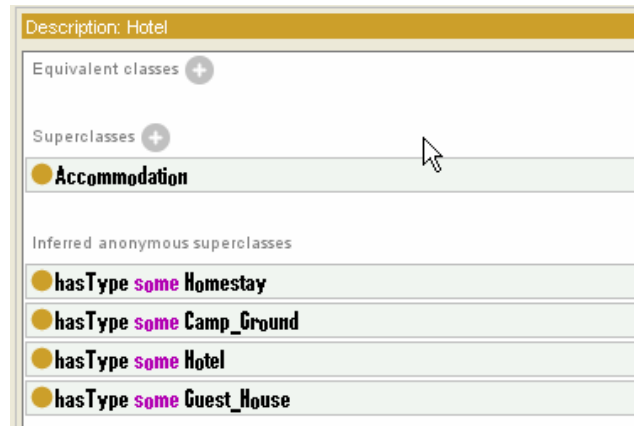 Description: Hotel
Equivalent classes
Superclasses
Accommodation
Inferred anonymous superclasses
hasType some Homestay
hasType some Camp_Ground
hasType some Hotel
hasType some Guest_House